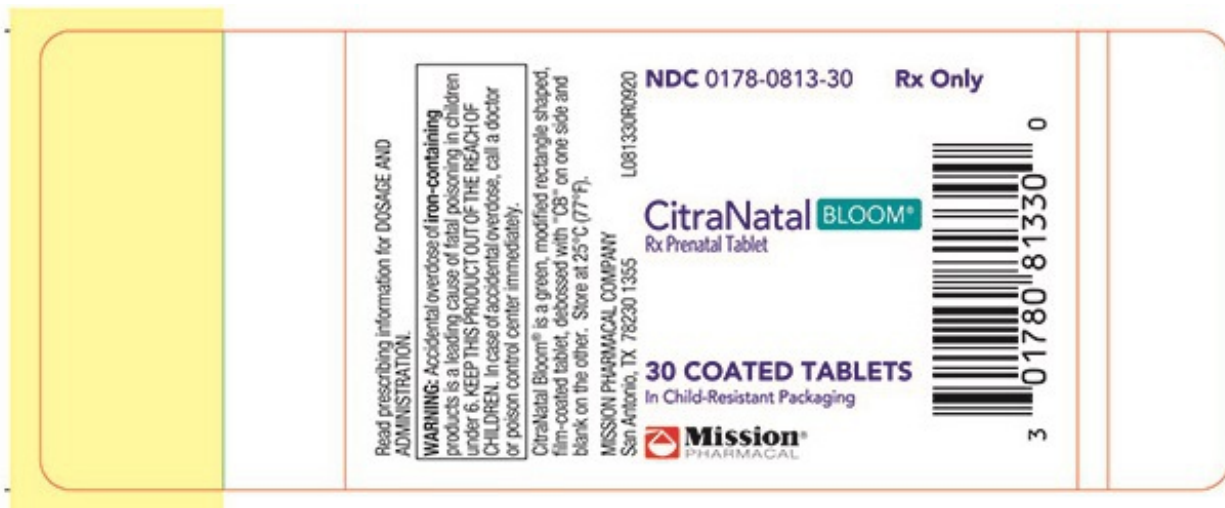 Read prescribing information for DOSAGE AND
ADMINISTRATION.
WARNING: Accidental overdose of iron-containing
products is a leading cause of fatal poisoning in children
under 6. KEEP THIS PRODUCT OUT OF THE REACH OF
CHILDREN. In case of accidental overdose, call a doctor
or poison control center immediately.
CitraNatal Bloom® is a green, modified rectangle shaped,
film-coated tablet, debossed with "CB" on one side and
blank on the other. Store at 25°C (77°F).
MISSION PHARMACAL COMPANY
San Antonio, TX 78230 1355 L081330R0920
NDC 0178-0813-30 Rx Only
CitraNatal BLOOM®
Rx Prenatal Tablet
30 COATED TABLETS
In Child-Resistant Packaging
Mission®
PHARMACAL
3 01780 81330 0